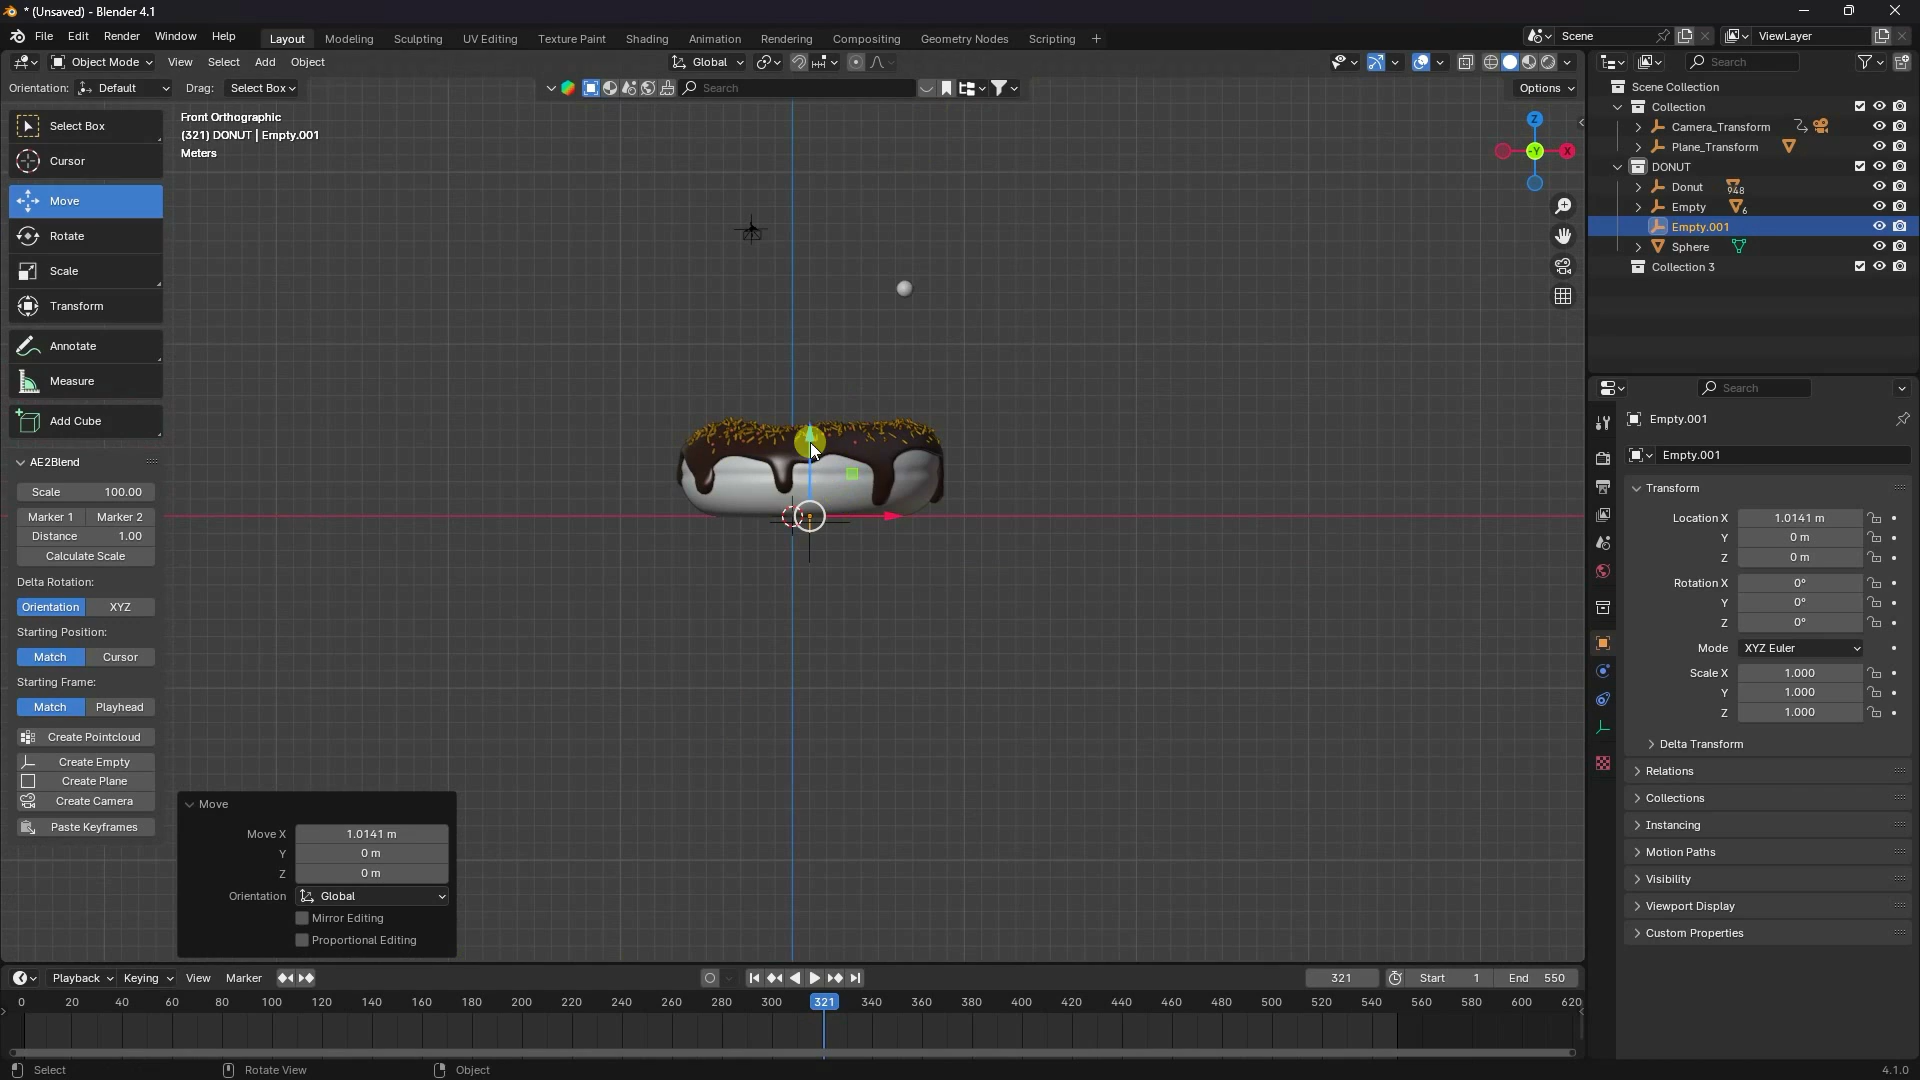 * (Unsaved) - Blender 4.1
File Edit Render Window Help
Layout Modeling Sculpting UV Editing Texture Paint Shading Animation Rendering Compositing Geometry Nodes Scripting +
Scene
ViewLayer
Object Mode View Select Add Object
Global
Search
Orientation: Default Drag: Select Box
Search
Options
Front Orthographic
(321) DONUT | Empty.001
Meters
Z
-Y
X
Select Box
Cursor
Move
Rotate
Scale
Transform
Annotate
Measure
Add Cube
AE2Blend
Scale 100.00
Marker 1 Marker 2
Distance 1.00
Calculate Scale
Delta Rotation:
Orientation XYZ
Starting Position:
Match Cursor
Starting Frame:
Match Playhead
Create Pointcloud
Create Empty
Create Plane
Create Camera
Paste Keyframes
Move
Move X 1.0141 m
Y 0 m
Z 0 m
Orientation Global
Mirror Editing
Proportional Editing
Scene Collection
Collection
Camera_Transform
Plane_Transform
DONUT
Donut 948
Empty 6
Empty.001
Sphere
Collection 3
Search
Empty.001
Empty.001
Transform
Location X 1.0141 m
Y 0 m
Z 0 m
Rotation X 0°
Y 0°
Z 0°
Mode XYZ Euler
Scale X 1.000
Y 1.000
Z 1.000
Delta Transform
Relations
Collections
Instancing
Motion Paths
Visibility
Viewport Display
Custom Properties
Playback Keying View Marker
321 Start 1 End 550
0 20 40 60 80 100 120 140 160 180 200 220 240 260 280 300 321 340 360 380 400 420 440 460 480 500 520 540 560 580 600 620
Select Rotate View Object
4.1.0